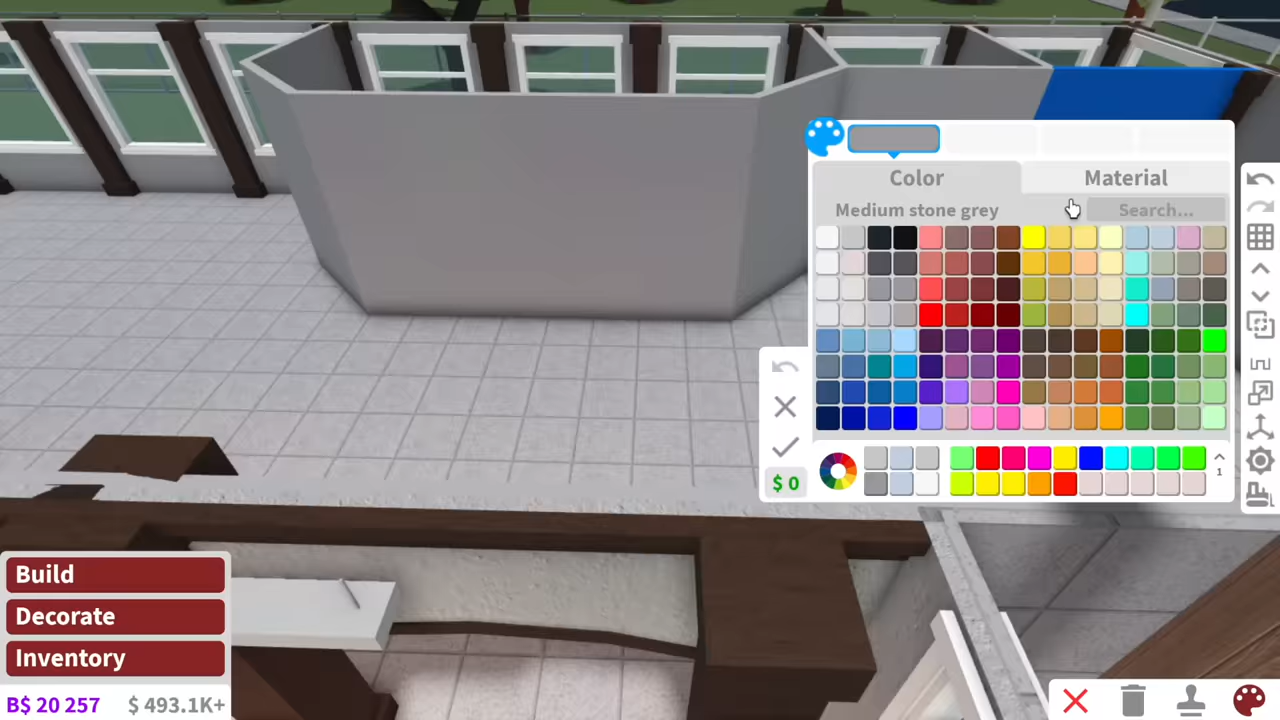 Color
Material
Medium stone grey
Search...
1
$ 0
Build
Decorate
Inventory
B$ 20 257
$ 493.1K+